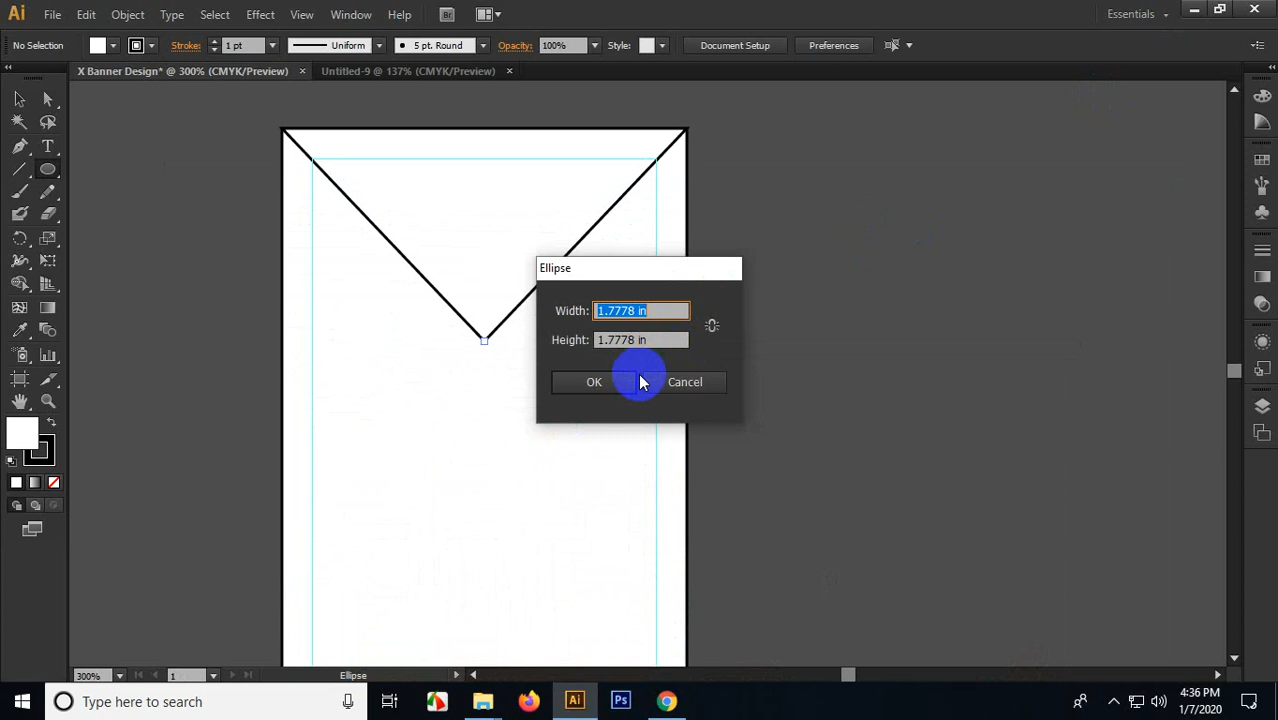 Ai File Edit Object Type Select Effect View Window Help Br Essentials
No Selection Stroke: 1 pt Uniform 5 pt. Round Opacity: 100% Style: Document Setup Preferences
X Banner Design* @ 300% (CMYK/Preview) × Untitled-9 @ 137% (CMYK/Preview) ×
Ellipse
Width: 1.7778 in
Height: 1.7778 in
OK Cancel
300% 1 Ellipse
Type here to search Ai Ps 4:36 PM
1/7/2020